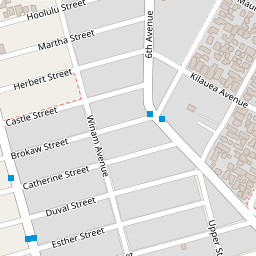 Hoolulu Street
Martha Street
6th Avenue
Herbert Street
Kilauea Avenue
Castle Street
Winam Avenue
Brokaw Street
Catherine Street
Duval Street
Esther Street